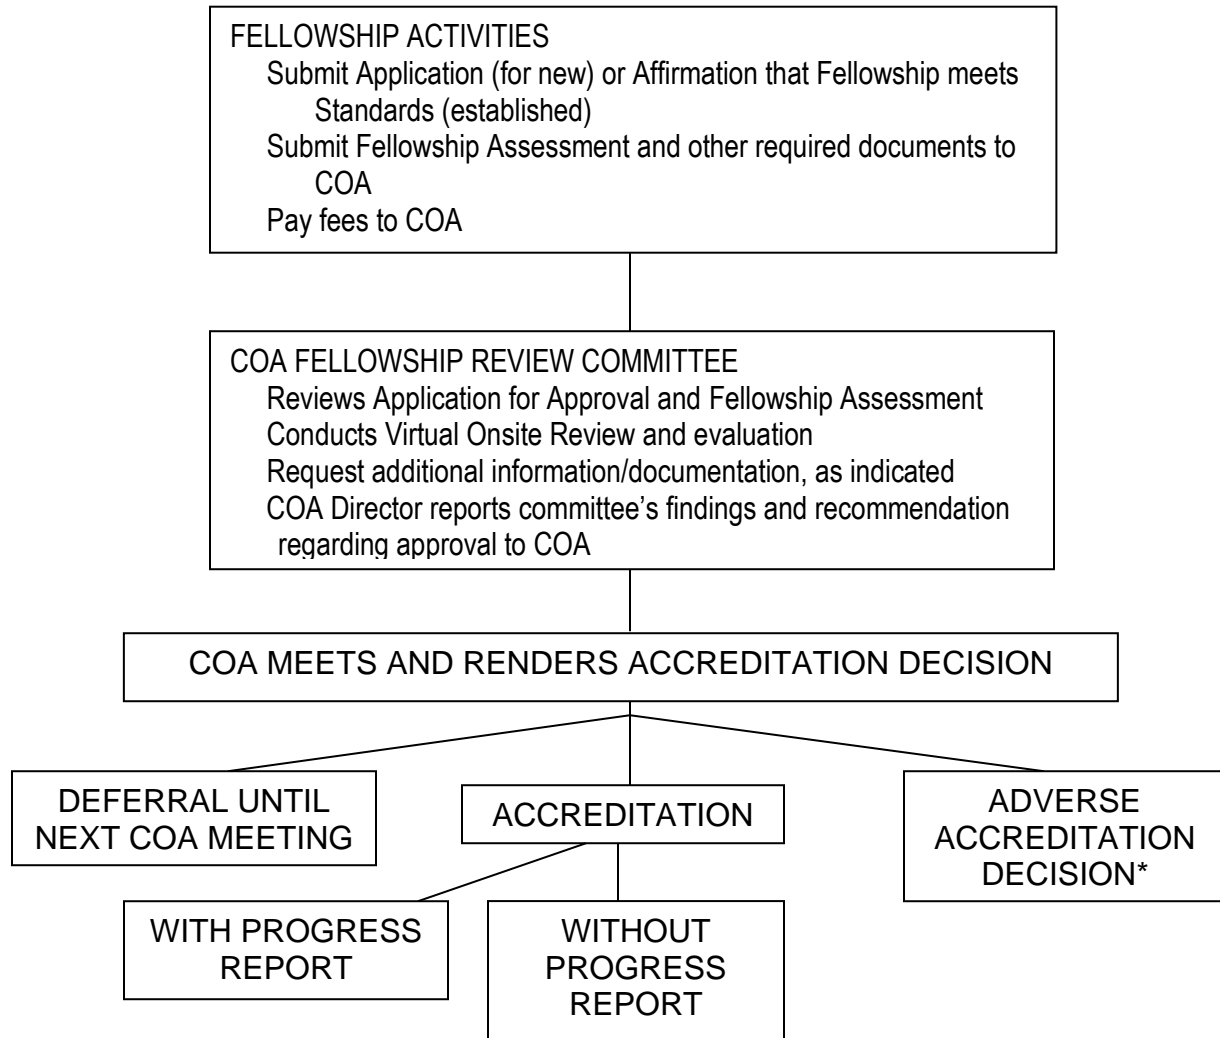 FELLOWSHIP ACTIVITIES
Submit Application (for new) or Affirmation that Fellowship meets
Standards (established)
Submit Fellowship Assessment and other required documents to
COA
Pay fees to COA
COA FELLOWSHIP REVIEW COMMITTEE
Reviews Application for Approval and Fellowship Assessment
Conducts Virtual Onsite Review and evaluation
Request additional information/documentation, as indicated
COA Director reports committee’s findings and recommendation
regarding approval to COA
COA MEETS AND RENDERS ACCREDITATION DECISION
DEFERRAL UNTIL
NEXT COA MEETING
ACCREDITATION
ADVERSE
ACCREDITATION
DECISION*
WITH PROGRESS
REPORT
WITHOUT
PROGRESS
REPORT